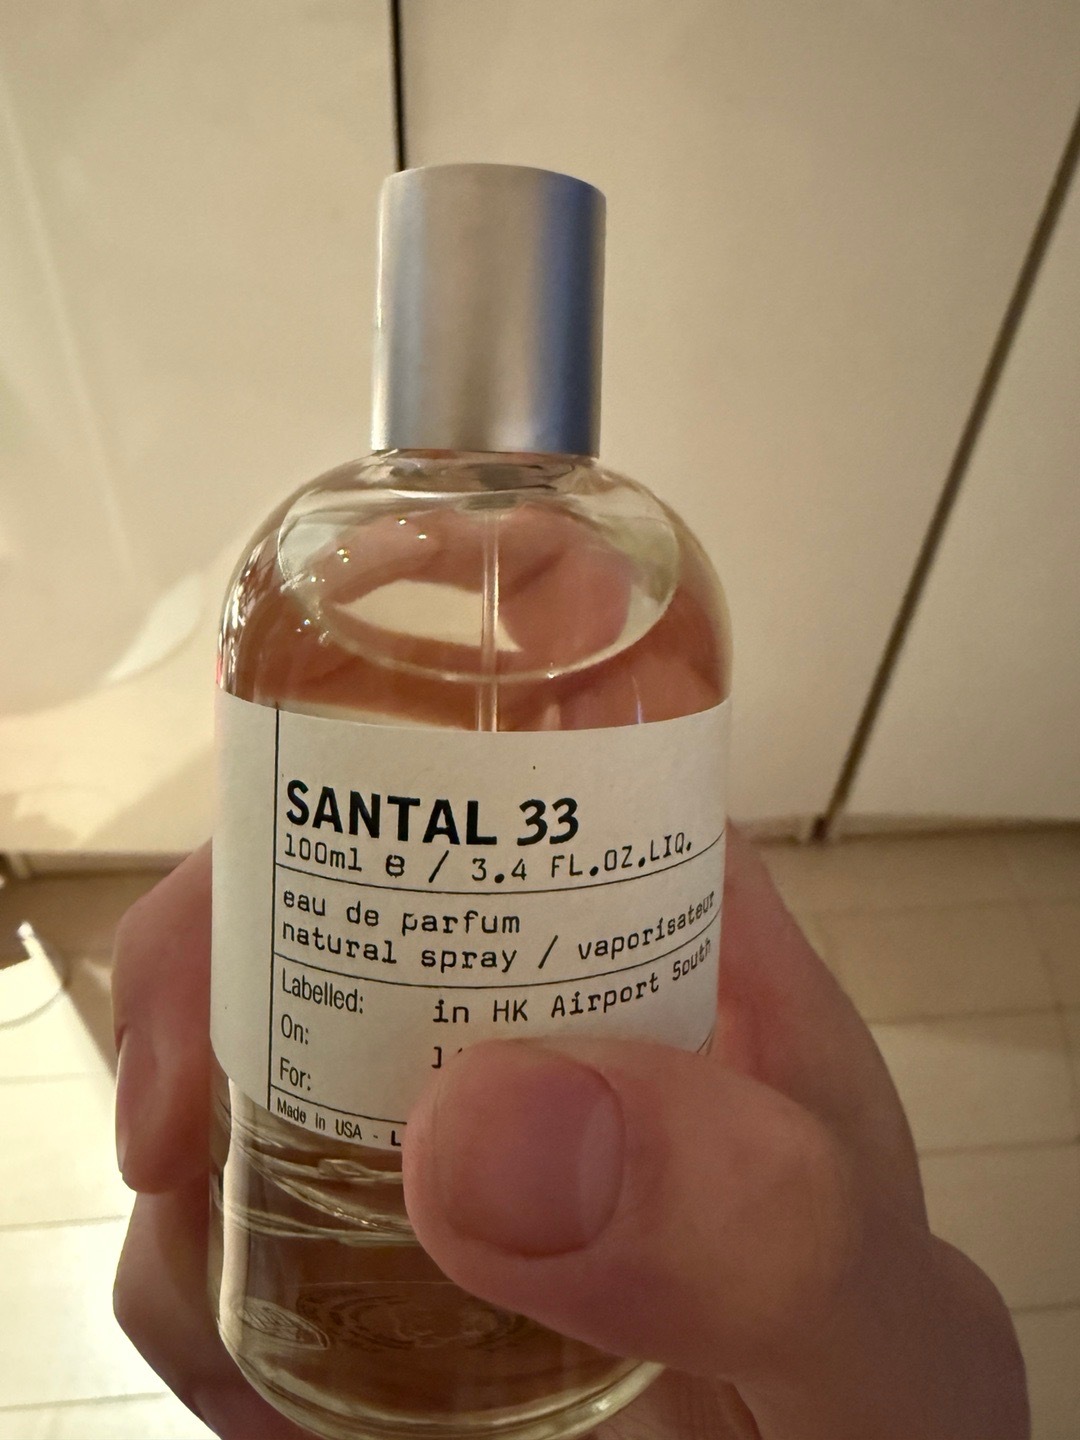 SANTAL 33
100ml e / 3.4 FL.OZ.LIQ.
eau de parfum
natural spray / vaporisateur
Labelled: in HK Airport South
On:
For:
Made in USA -